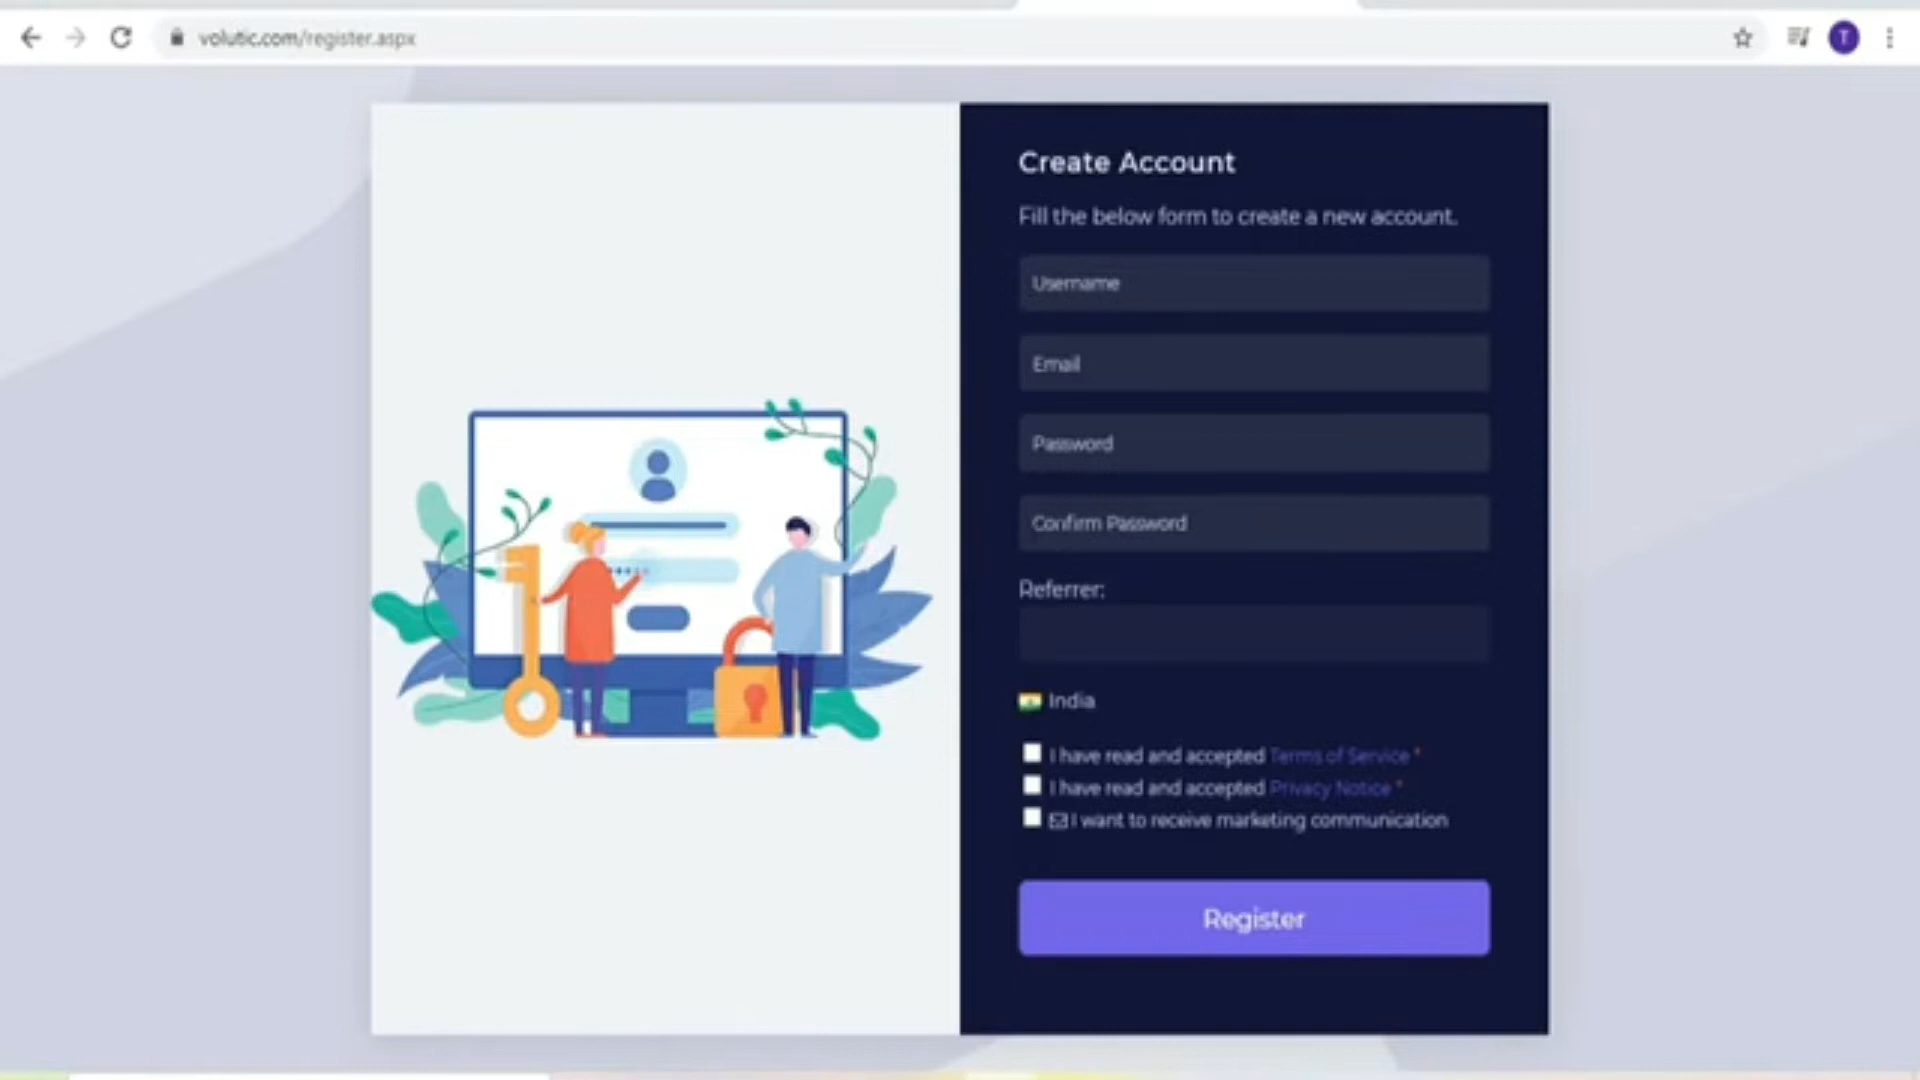 volutic.com/register.aspx
T
Create Account
Fill the below form to create a new account.
Username
Email
Password
Confirm Password
Referrer:
India
I have read and accepted Terms of Service *
I have read and accepted Privacy Notice *
I want to receive marketing communication
Register